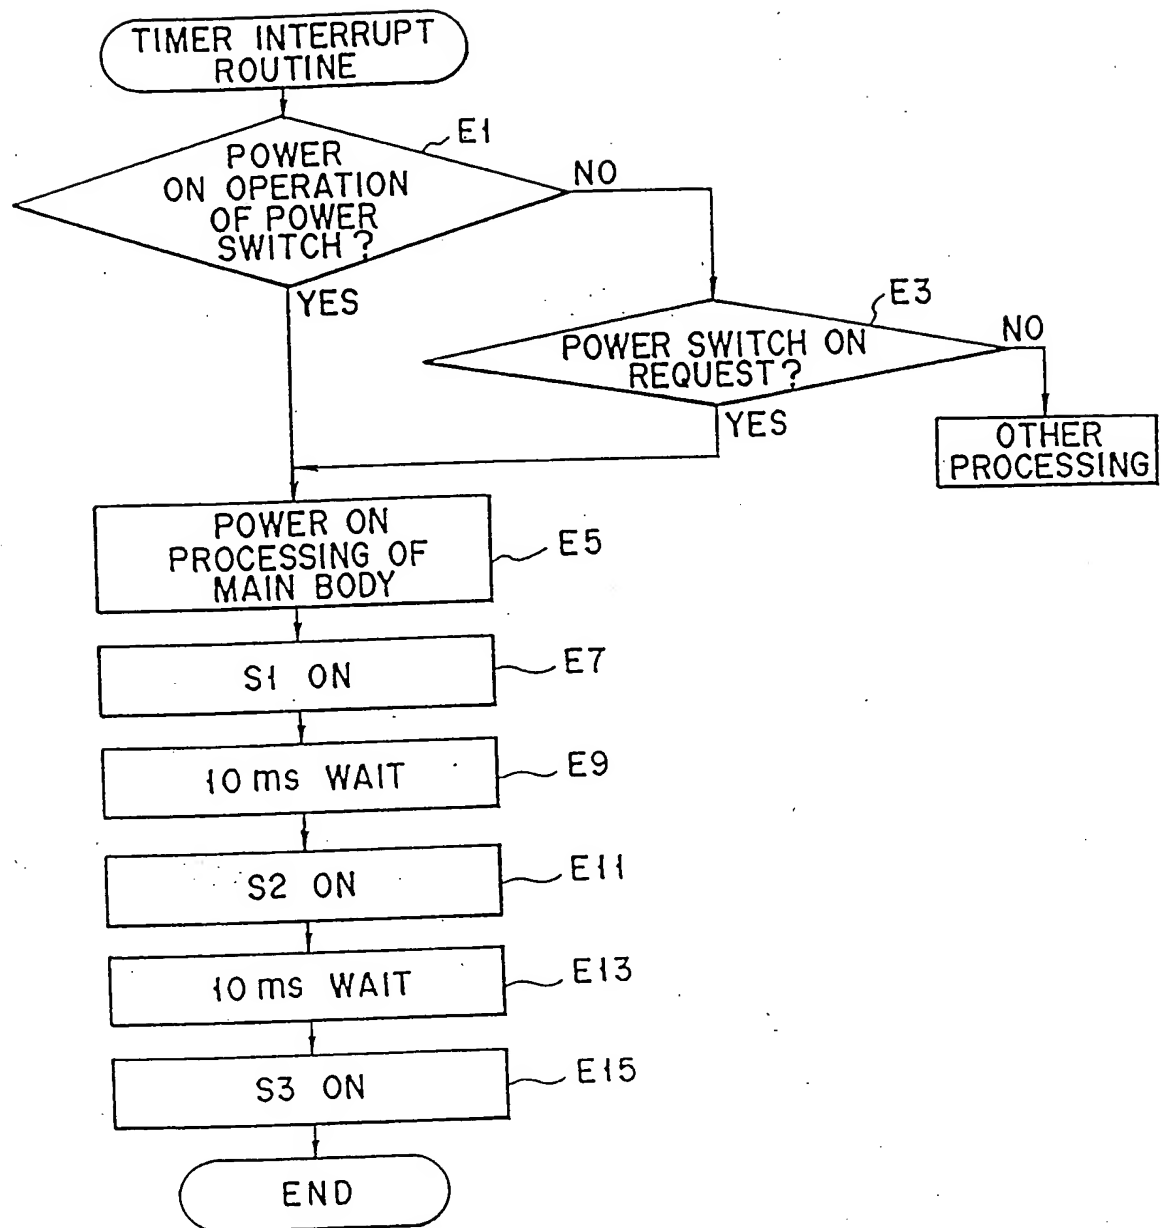 TIMER INTERRUPT
ROUTINE
E1
POWER
ON OPERATION
OF POWER
SWITCH?
NO
YES
E3
POWER SWITCH ON
REQUEST?
NO
YES
OTHER
PROCESSING
POWER ON
PROCESSING OF
MAIN BODY
E5
S1 ON
E7
10 ms WAIT
E9
S2 ON
E11
10 ms WAIT
E13
S3 ON
E15
END